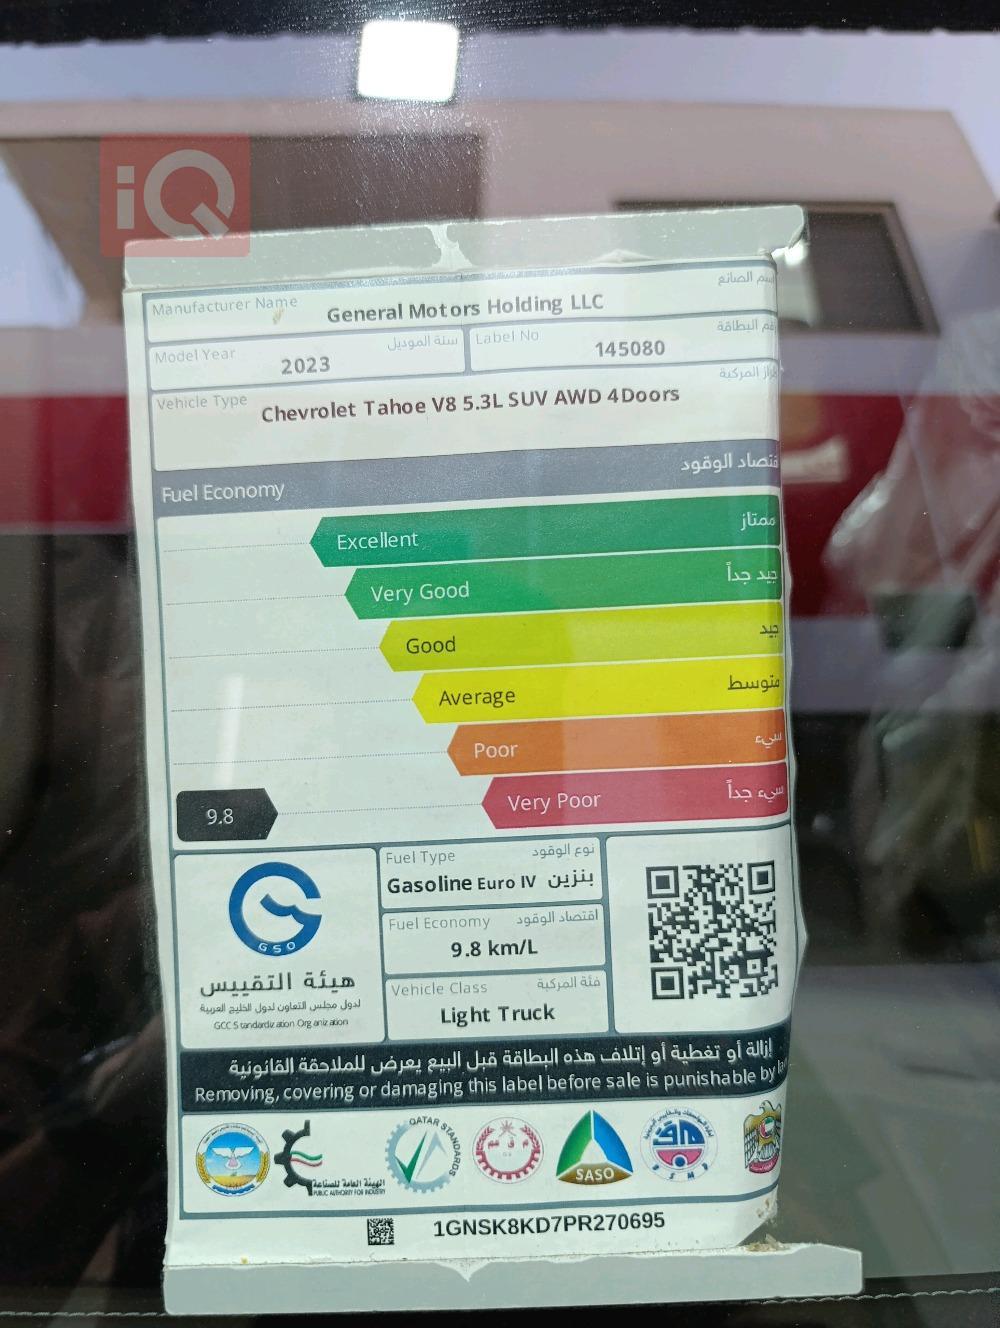 iQ
Manufacturer Name
اسم الصانع
General Motors Holding LLC
Model Year
سنة الموديل
2023
Label No
رقم البطاقة
145080
Vehicle Type
طراز المركبة
Chevrolet Tahoe V8 5.3L SUV AWD 4Doors
Fuel Economy
اقتصاد الوقود
Excellent
ممتاز
Very Good
جيد جداً
Good
جيد
Average
متوسط
Poor
سيء
Very Poor
سيء جداً
9.8
GSO
هيئة التقييس
لدول مجلس التعاون لدول الخليج العربية
GCC Standardization Organization
Fuel Type
نوع الوقود
Gasoline Euro IV بنزين
Fuel Economy
اقتصاد الوقود
9.8 km/L
Vehicle Class
فئة المركبة
Light Truck
إزالة أو تغطية أو إتلاف هذه البطاقة قبل البيع يعرض للملاحقة القانونية
Removing, covering or damaging this label before sale is punishable by
الهيئة العامة للصناعة
PUBLIC AUTHORITY FOR INDUSTRY
QATAR STANDARDS
SASO
1GNSK8KD7PR270695